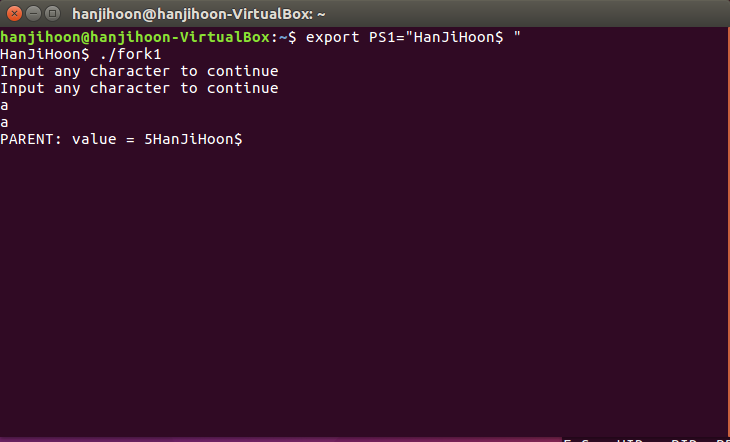 hanjihoon@hanjihoon-VirtualBox: ~
hanjihoon@hanjihoon-VirtualBox:~$ export PS1="HanJiHoon$ "
HanJiHoon$ ./fork1
Input any character to continue
Input any character to continue
a
a
PARENT: value = 5HanJiHoon$